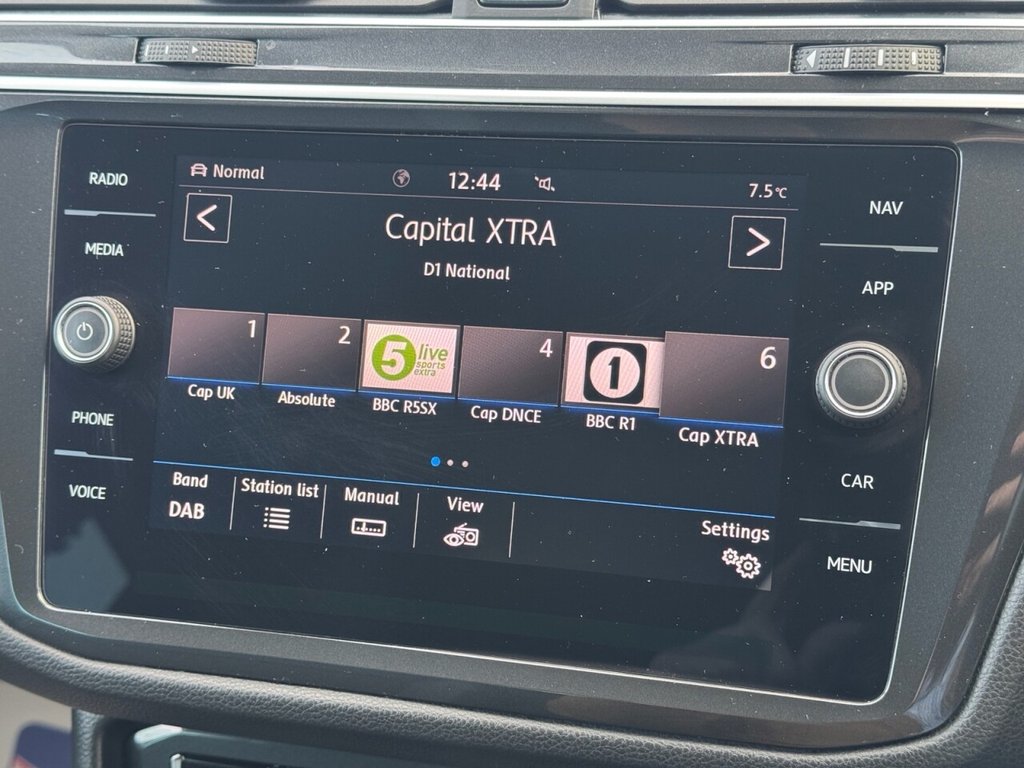 Normal
12:44
7.5°C
Capital XTRA
D1 National
1
2
5 live
sports
extra
4
1
6
Cap UK
Absolute
BBC R5SX
Cap DNCE
BBC R1
Cap XTRA
Band
DAB
Station list
Manual
View
Settings
RADIO
MEDIA
PHONE
VOICE
NAV
APP
CAR
MENU